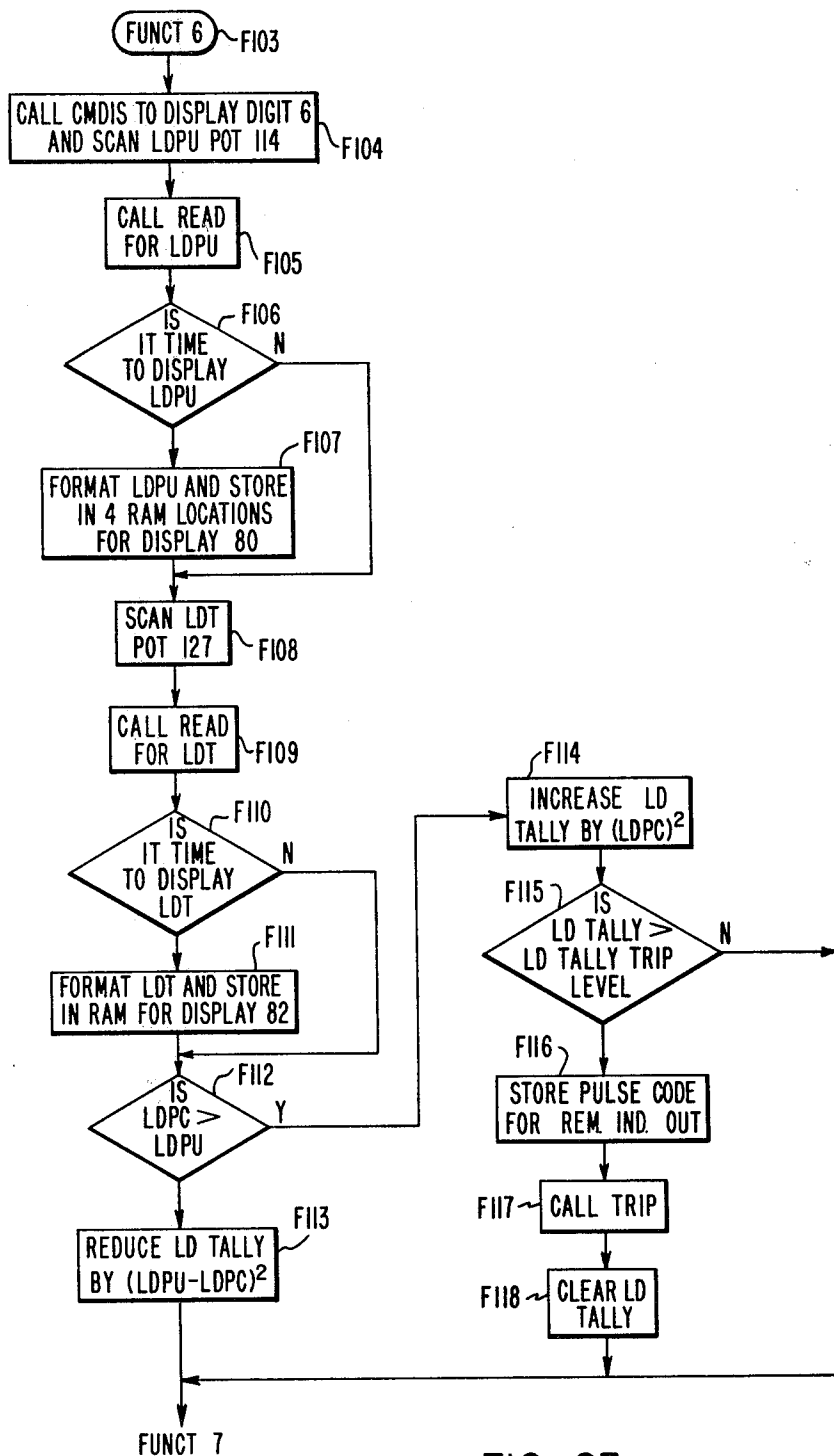 FUNCT 6
F103
CALL CMDIS TO DISPLAY DIGIT 6
AND SCAN LDPU POT 114
F104
CALL READ
FOR LDPU
F105
F106
IS
IT TIME
TO DISPLAY
LDPU
N
F107
FORMAT LDPU AND STORE
IN 4 RAM LOCATIONS
FOR DISPLAY 80
SCAN LDT
POT 127
F108
CALL READ
FOR LDT
F109
F110
IS
IT TIME
TO DISPLAY
LDT
N
F111
FORMAT LDT AND STORE
IN RAM FOR DISPLAY 82
F112
IS
LDPC >
LDPU
Y
F113
REDUCE LD TALLY
BY (LDPU-LDPC)²
FUNCT 7
F114
INCREASE LD
TALLY BY (LDPC)²
F115
IS
LD TALLY >
LD TALLY TRIP
LEVEL
N
F116
STORE PULSE CODE
FOR REM. IND. OUT
F117
CALL TRIP
F118
CLEAR LD
TALLY